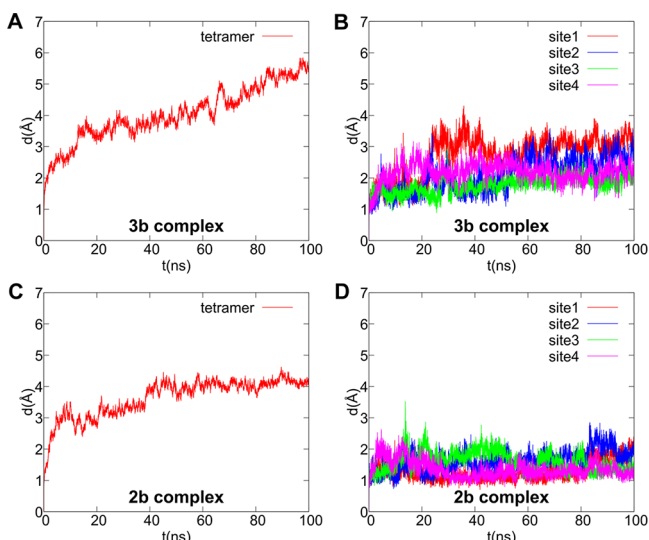 A
tetramer
7
6
5
4
3
2
1
0
d(Å)
0 20 40 60 80 100
t(ns)
3b complex
B
site1
site2
site3
site4
7
6
5
4
3
2
1
0
d(Å)
0 20 40 60 80 100
t(ns)
3b complex
C
tetramer
7
6
5
4
3
2
1
0
d(Å)
0 20 40 60 80 100
t(ns)
2b complex
D
site1
site2
site3
site4
7
6
5
4
3
2
1
0
d(Å)
0 20 40 60 80 100
t(ns)
2b complex